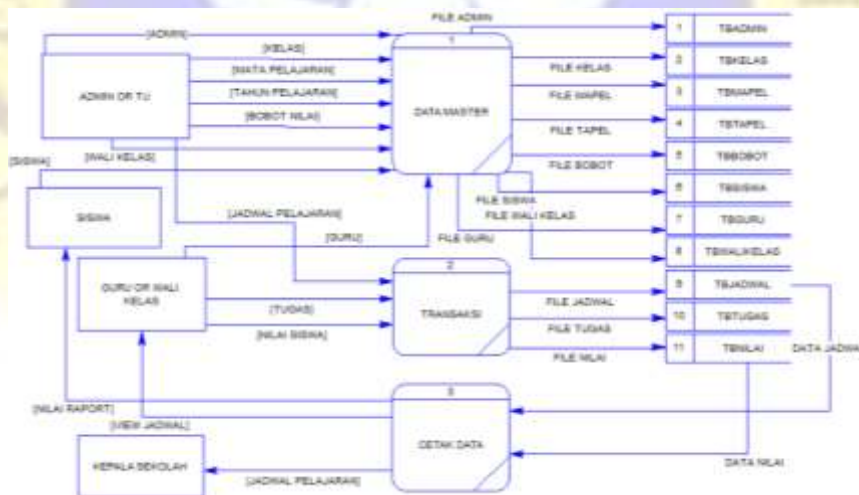 FILE ADMIN
[ADMIN]
1
1
TBADMIN
[KELAS]
2
TBKELAS
FILE KELAS
[MATA PELAJARAN]
3
TBMAPEL
FILE MAPEL
ADMIN OR TU
[TAHUN PELAJARAN]
DATA MASTER
4
TBTAPEL
FILE TAPEL
[BOBOT NILAI]
5
TBBOBOT
FILE BOBOT
[WALI KELAS]
[SISWA]
6
TBSISWA
FILE SISWA
SISWA
[JADWAL PELAJARAN]
FILE WALI KELAS
7
TBGURU
[GURU]
FILE GURU
8
TBWALIKELAS
2
9
TBJADWAL
GURU OR WALI
KELAS
[TUGAS]
TRANSAKSI
FILE JADWAL
10
TBTUGAS
[NILAI SISWA]
FILE TUGAS
11
TBNILAI
DATA JADWA
FILE NILAI
3
[NILAI RAPORT]
[VIEW JADWAL]
CETAK DATA
KEPALA SEKOLAH
DATA NILAI
[JADWAL PELAJARAN]